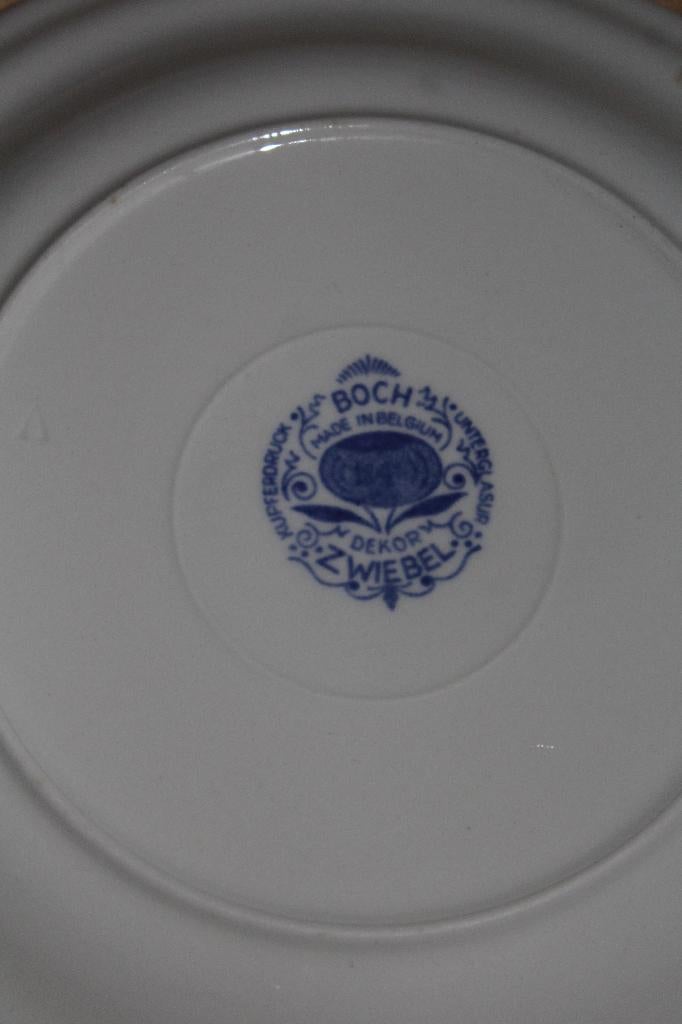 BOCH
MADE IN BELGIUM
KUPFERDRUCK
UNTERGLASUR
DEKOR
ZWIEBEL